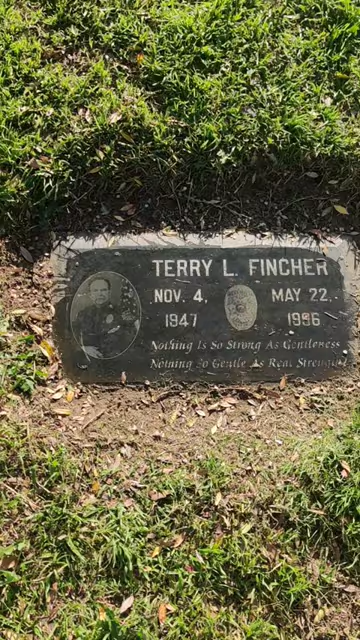 TERRY L. FINCHER
NOV. 4, MAY 22,
1947 1996
Nothing Is So Strong As Gentleness
Nothing So Gentle As Real Strength